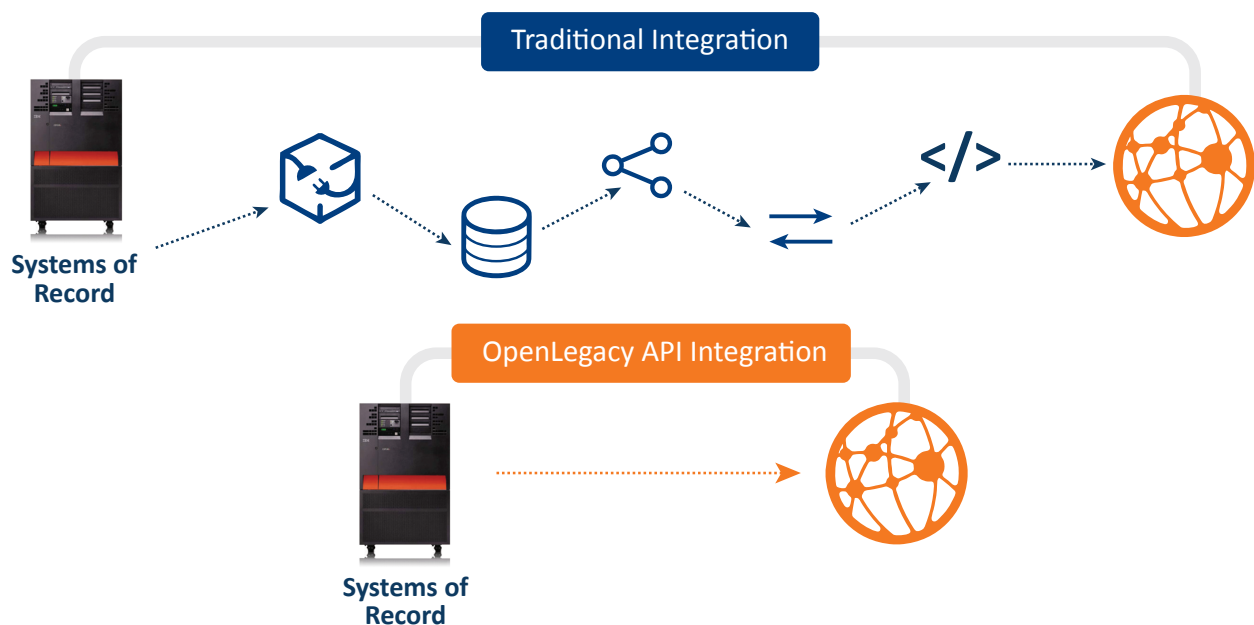 Traditional Integration
</>
Systems of
Record
OpenLegacy API Integration
Systems of
Record